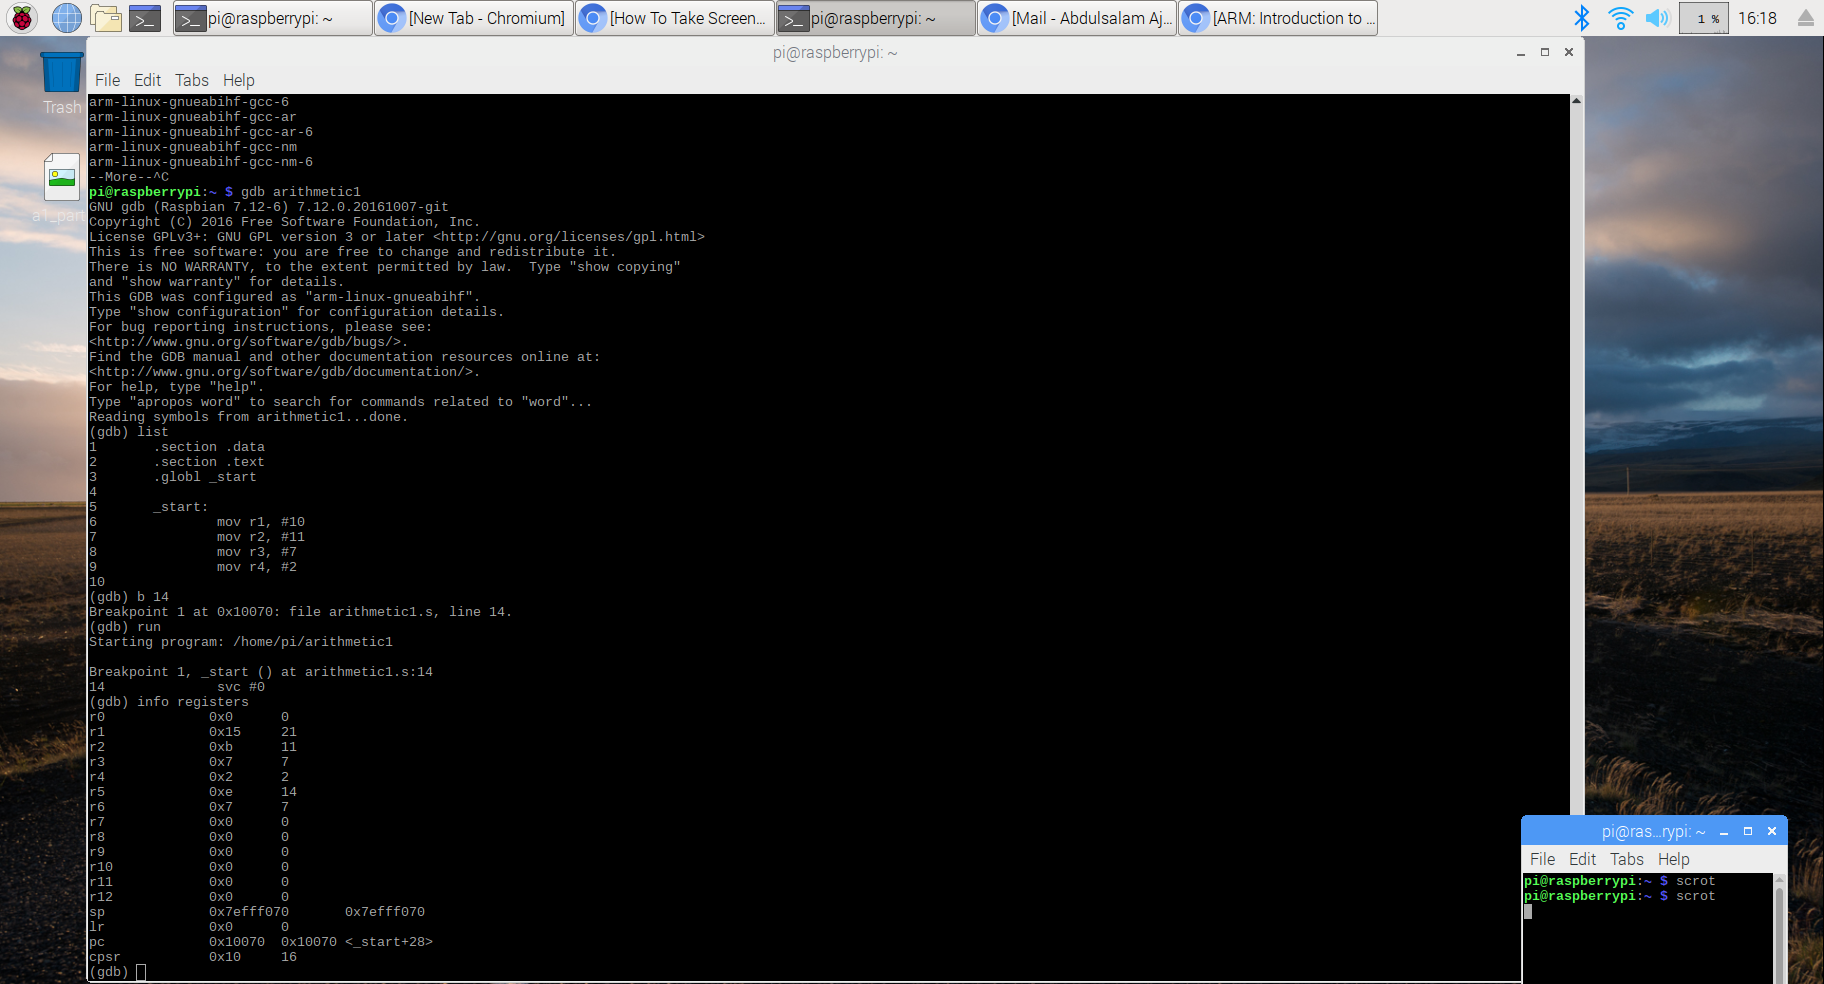 pi@raspberrypi: ~
[New Tab - Chromium]
[How To Take Screen...
pi@raspberrypi: ~
[Mail - Abdulsalam Aj...
[ARM: Introduction to ...
1 %
16:18
Trash
a1_part
pi@raspberrypi: ~
File Edit Tabs Help
arm-linux-gnueabihf-gcc-6
arm-linux-gnueabihf-gcc-ar
arm-linux-gnueabihf-gcc-ar-6
arm-linux-gnueabihf-gcc-nm
arm-linux-gnueabihf-gcc-nm-6
--More--^C
pi@raspberrypi:~ $ gdb arithmetic1
GNU gdb (Raspbian 7.12-6) 7.12.0.20161007-git
Copyright (C) 2016 Free Software Foundation, Inc.
License GPLv3+: GNU GPL version 3 or later <http://gnu.org/licenses/gpl.html>
This is free software: you are free to change and redistribute it.
There is NO WARRANTY, to the extent permitted by law.  Type "show copying"
and "show warranty" for details.
This GDB was configured as "arm-linux-gnueabihf".
Type "show configuration" for configuration details.
For bug reporting instructions, please see:
<http://www.gnu.org/software/gdb/bugs/>.
Find the GDB manual and other documentation resources online at:
<http://www.gnu.org/software/gdb/documentation/>.
For help, type "help".
Type "apropos word" to search for commands related to "word"...
Reading symbols from arithmetic1...done.
(gdb) list
1       .section .data
2       .section .text
3       .globl _start
4
5       _start:
6               mov r1, #10
7               mov r2, #11
8               mov r3, #7
9               mov r4, #2
10
(gdb) b 14
Breakpoint 1 at 0x10070: file arithmetic1.s, line 14.
(gdb) run
Starting program: /home/pi/arithmetic1
Breakpoint 1, _start () at arithmetic1.s:14
14              svc #0
(gdb) info registers
r0             0x0      0
r1             0x15     21
r2             0xb      11
r3             0x7      7
r4             0x2      2
r5             0xe      14
r6             0x7      7
r7             0x0      0
r8             0x0      0
r9             0x0      0
r10            0x0      0
r11            0x0      0
r12            0x0      0
sp             0x7efff070       0x7efff070
lr             0x0      0
pc             0x10070  0x10070 <_start+28>
cpsr           0x10     16
(gdb)
pi@ras...rypi: ~
File Edit Tabs Help
pi@raspberrypi:~ $ scrot
pi@raspberrypi:~ $ scrot